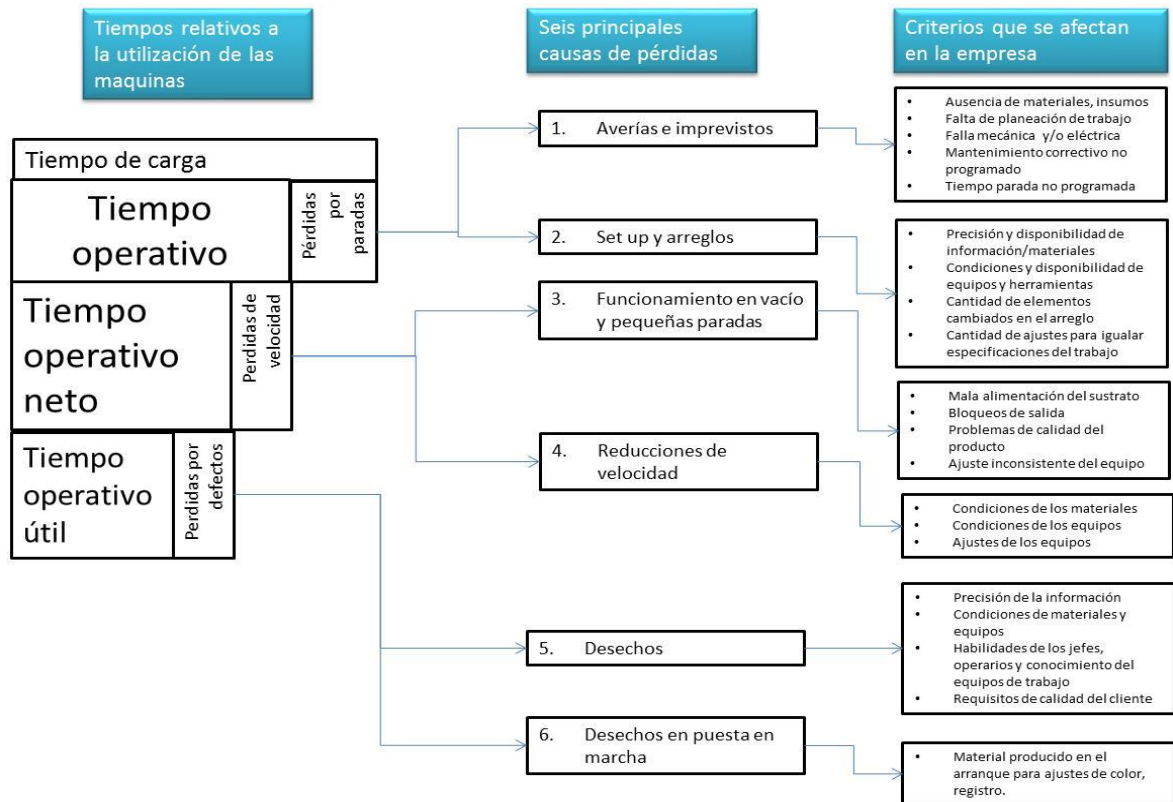 Tiempos relativos a
la utilización de las
maquinas
Seis principales
causas de pérdidas
Criterios que se afectan
en la empresa
Tiempo de carga
Tiempo
operativo
Pérdidas
por
paradas
Tiempo
operativo
neto
Perdidas de
velocidad
Tiempo
operativo
útil
Perdidas por
defectos
1. Averías e imprevistos
2. Set up y arreglos
3. Funcionamiento en vacío
y pequeñas paradas
4. Reducciones de
velocidad
5. Desechos
6. Desechos en puesta en
marcha
• Ausencia de materiales, insumos
• Falta de planeación de trabajo
• Falla mecánica y/o eléctrica
• Mantenimiento correctivo no
programado
• Tiempo parada no programada
• Precisión y disponibilidad de
información/materiales
• Condiciones y disponibilidad de
equipos y herramientas
• Cantidad de elementos
cambiados en el arreglo
• Cantidad de ajustes para igualar
especificaciones del trabajo
• Mala alimentación del sustrato
• Bloqueos de salida
• Problemas de calidad del
producto
• Ajuste inconsistente del equipo
• Condiciones de los materiales
• Condiciones de los equipos
• Ajustes de los equipos
• Precisión de la información
• Condiciones de materiales y
equipos
• Habilidades de los jefes,
operarios y conocimiento del
equipos de trabajo
• Requisitos de calidad del cliente
• Material producido en el
arranque para ajustes de color,
registro.